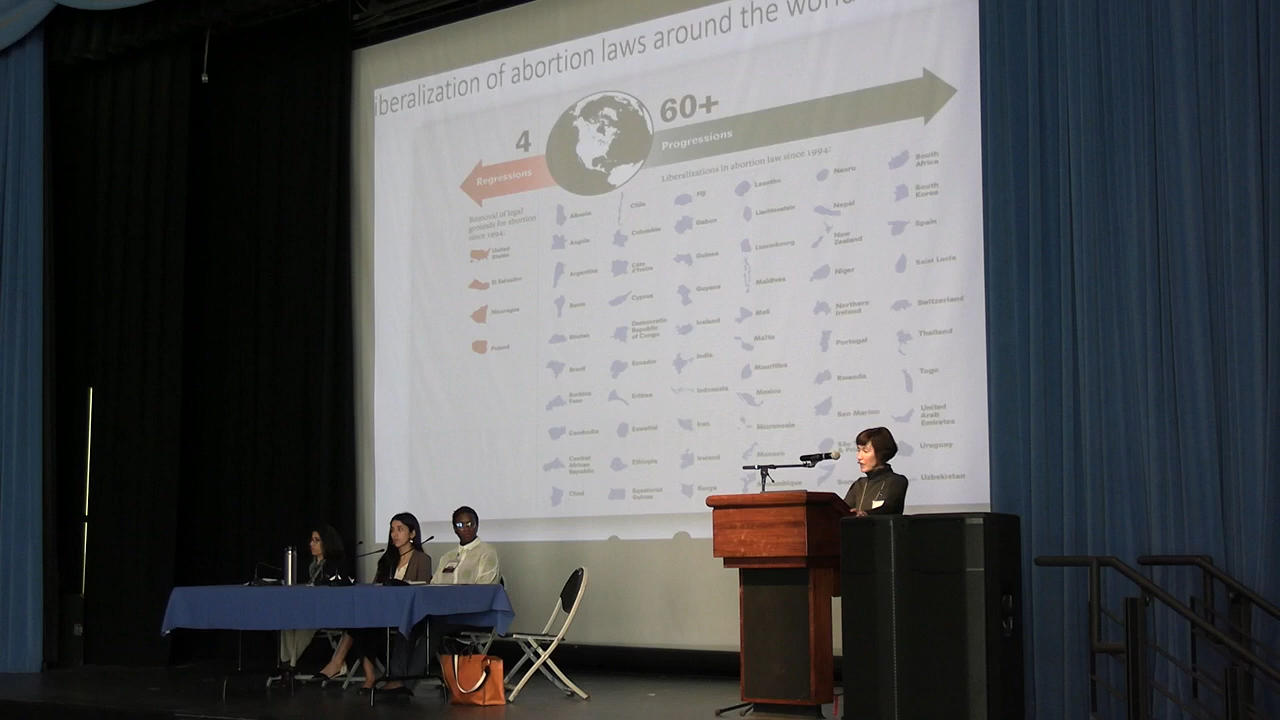 iberalization of abortion laws around the world
4
60+
Regressions
Progressions
Removal of legal
grounds for abortion
since 1994:
Liberalizations in abortion law since 1994:
United
States
El Salvador
Nicaragua
Poland
Albania
Angola
Argentina
Benin
Bhutan
Brazil
Burkina
Faso
Cambodia
Central
African
Republic
Chad
Chile
Colombia
Côte
d'Ivoire
Cyprus
Democratic
Republic
of Congo
Ecuador
Eritrea
Eswatini
Ethiopia
Equatorial
Guinea
Fiji
Gabon
Guinea
Guyana
Iceland
India
Indonesia
Iran
Ireland
Kenya
Lesotho
Liechtenstein
Luxembourg
Maldives
Mali
Malta
Mauritius
Mexico
Micronesia
Monaco
Mozambique
Nauru
Nepal
New
Zealand
Niger
Northern
Ireland
Portugal
Rwanda
San Marino
South
Africa
South
Korea
Spain
Saint Lucia
Switzerland
Thailand
Togo
United
Arab
Emirates
Uruguay
Uzbekistan